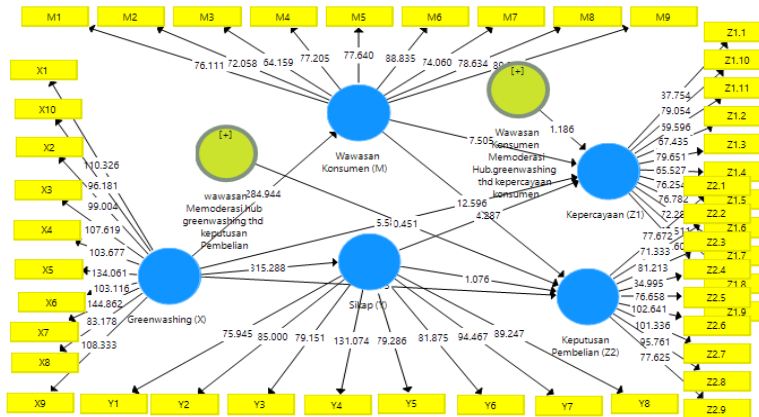 M1
M2
M3
M4
M5
M6
M7
M8
M9
76.111
72.058
64.159
77.205
77.640
88.835
74.060
78.634
Wawasan
Konsumen (M)
[+]
Wawasan
Konsumen
Memoderasi
Hub.greenwashing
thd kepercayaan
konsumen
1.186
7.505
[+]
wawasan
Memoderasi hub
greenwashing thd
keputusan
Pembelian
284.944
12.596
4.287
0.451
315.288
1.076
X1
X10
X2
X3
X4
X5
X6
X7
X8
X9
110.326
96.181
99.004
107.619
103.677
134.061
103.116
144.862
83.178
108.333
Greenwashing (X)
Sikap (Y)
75.945
85.000
79.151
131.074
79.286
81.875
94.467
89.247
Y1
Y2
Y3
Y4
Y5
Y6
Y7
Y8
Kepercayaan (Z1)
37.754
79.054
59.596
67.435
79.651
65.527
76.254
76.782
Z1.1
Z1.10
Z1.11
Z1.2
Z1.3
Z1.4
Z1.5
Z1.6
Z1.7
Z1.8
Z1.9
Keputusan
Pembelian (Z2)
77.672
71.333
81.213
34.995
76.658
102.641
101.336
95.761
77.625
Z2.1
Z2.2
Z2.3
Z2.4
Z2.5
Z2.6
Z2.7
Z2.8
Z2.9